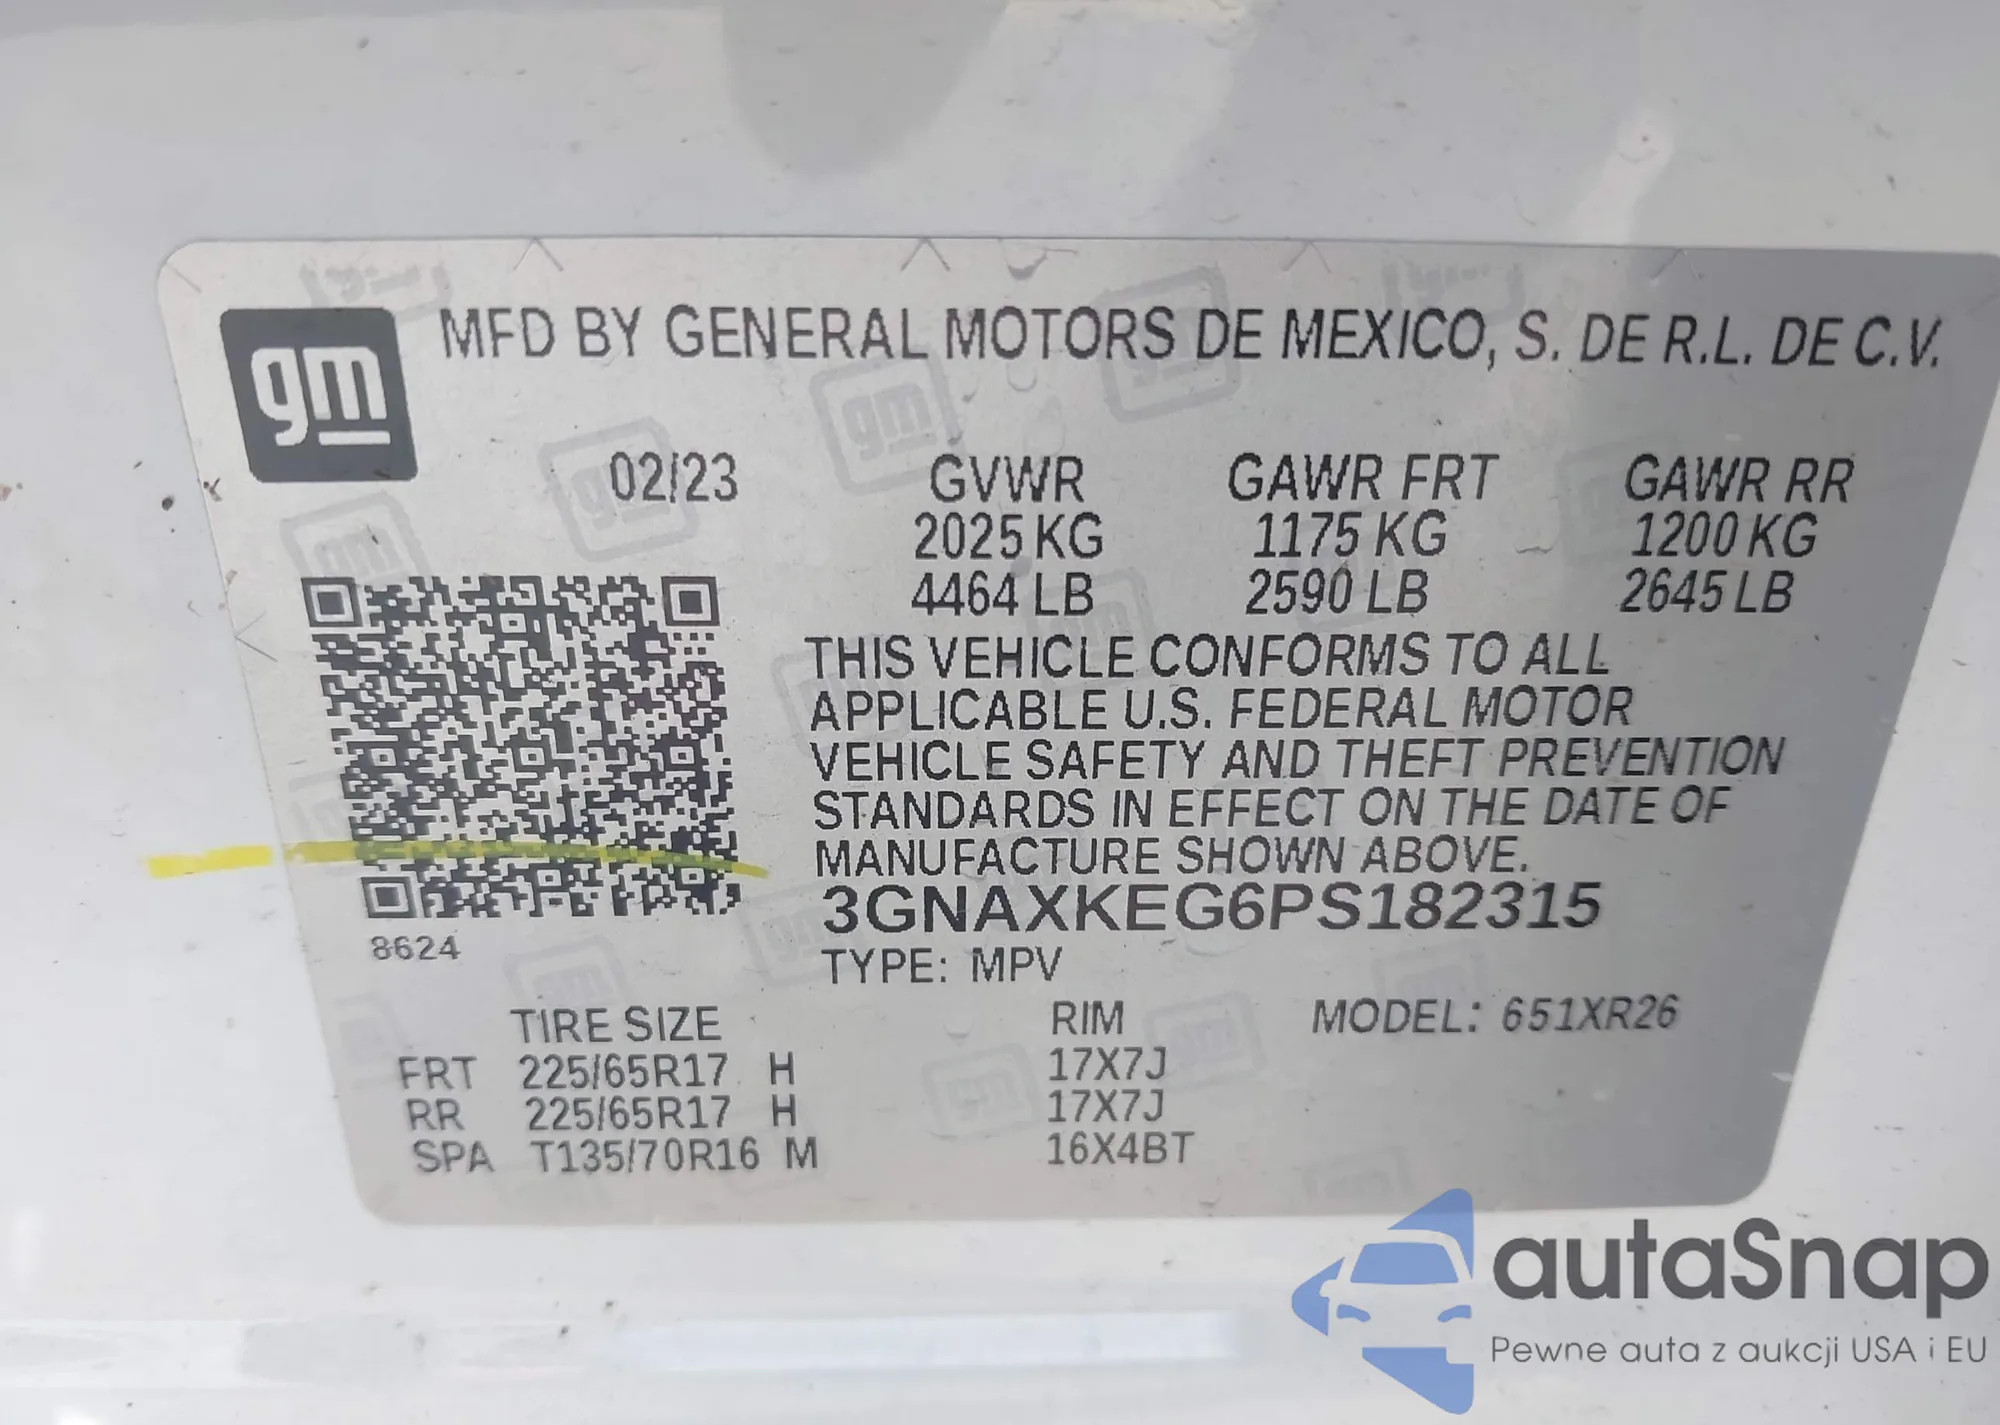 gm
MFD BY GENERAL MOTORS DE MEXICO, S. DE R.L. DE C.V.
02/23 GVWR GAWR FRT GAWR RR
2025 KG 1175 KG 1200 KG
4464 LB 2590 LB 2645 LB
THIS VEHICLE CONFORMS TO ALL
APPLICABLE U.S. FEDERAL MOTOR
VEHICLE SAFETY AND THEFT PREVENTION
STANDARDS IN EFFECT ON THE DATE OF
MANUFACTURE SHOWN ABOVE.
3GNAXKEG6PS182315
8624
TYPE: MPV
TIRE SIZE RIM MODEL: 651XR26
FRT 225/65R17 H 17X7J
RR 225/65R17 H 17X7J
SPA T135/70R16 M 16X4BT
autaSnap
Pewne auta z aukcji USA i EU